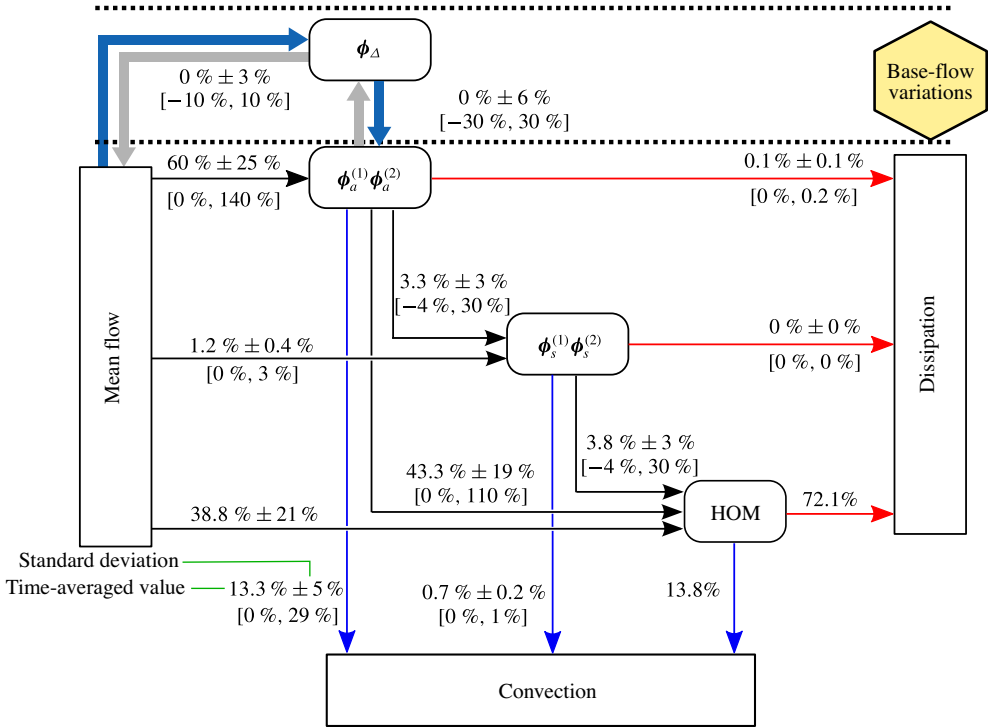 ϕ_Δ
0 % ± 3 %
[−10 %, 10 %]
0 % ± 6 %
[−30 %, 30 %]
Base-flow
variations
60 % ± 25 %
[0 %, 140 %]
ϕ_a^(1) ϕ_a^(2)
0.1 % ± 0.1 %
[0 %, 0.2 %]
Mean flow
3.3 % ± 3 %
[−4 %, 30 %]
1.2 % ± 0.4 %
[0 %, 3 %]
ϕ_s^(1) ϕ_s^(2)
0 % ± 0 %
[0 %, 0 %]
Dissipation
3.8 % ± 3 %
[−4 %, 30 %]
43.3 % ± 19 %
[0 %, 110 %]
38.8 % ± 21 %
HOM
72.1%
Standard deviation
Time-averaged value
13.3 % ± 5 %
[0 %, 29 %]
0.7 % ± 0.2 %
[0 %, 1 %]
13.8%
Convection